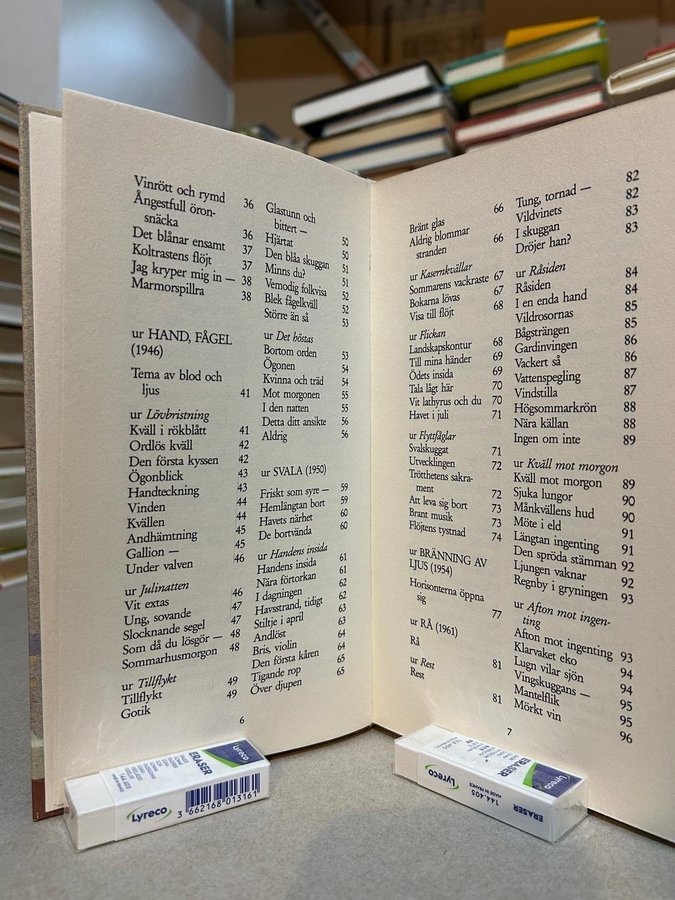 Vinrött och rymd 36
Ångestfull öron-
snäcka 36
Det blånar ensamt 37
Koltrastens flöjt 37
Jag kryper mig in — 38
Marmorspillra 38
ur HAND, FÅGEL
(1946)
Tema av blod och
ljus 41
ur Lövbristning
Kväll i rökblått 41
Ordlös kväll 42
Den första kyssen 42
Ögonblick 43
Handteckning 43
Vinden 44
Kvällen 44
Andhämtning 45
Gallion — 45
Under valven 46
ur Julinatten
Vit extas 46
Ung, sovande 47
Slocknande segel 47
Som då du lösgör — 48
Sommarhusmorgon 48
ur Tillflykt
Tillflykt 49
Gotik 49
Glastunn och
bittert — 50
Hjärtat 50
Den blåa skuggan 51
Minns du? 51
Vemodig folkvisa 52
Blek fågelkväll 52
Större än så 53
ur Det höstas
Bortom orden 53
Ögonen 54
Kvinna och träd 54
Mot morgonen 55
I den natten 55
Detta ditt ansikte 56
Aldrig 56
ur SVALA (1950)
Friskt som syre — 59
Hemlängtan bort 59
Havets närhet 60
De bortvända 60
ur Handens insida
Handens insida 61
Nära förtorkan 61
I dagningen 62
Havsstrand, tidigt 62
Stiltje i april 63
Andlöst 63
Bris, violin 64
Den första kåren 64
Tigande rop 65
Över djupen 65
6
Bränt glas 66
Aldrig blommar
stranden 66
ur Kasernkvällar
Sommarens vackraste 67
Bokarna lövas 67
Visa till flöjt 68
ur Flickan
Landskapskontur 68
Till mina händer 69
Ödets insida 69
Tala lågt här 70
Vit lathyrus och du 70
Havet i juli 71
ur Flyttfåglar
Svalskuggat 71
Utvecklingen 72
Trötthetens sakra-
ment 72
Att leva sig bort 73
Brant musik 73
Flöjtens tystnad 74
ur BRÄNNING AV
LJUS (1954)
Horisonterna öppna
sig 77
ur RÅ (1961)
Rå 81
ur Rest
Rest 81
Tung, tornad — 82
Vildvinets 82
I skuggan 83
Dröjer han? 83
ur Råsiden
Råsiden 84
I en enda hand 84
Vildrosornas 85
Bågsträngen 85
Gardinvingen 86
Vackert så 86
Vattenspegling 87
Vindstilla 87
Högsommarkrön 88
Nära källan 88
Ingen om inte 89
ur Kväll mot morgon
Kväll mot morgon 89
Sjuka lungor 90
Månkvällens hud 90
Möte i eld 91
Längtan ingenting 91
Den spröda stämman 92
Ljungen vaknar 92
Regnby i gryningen 93
ur Afton mot ingen-
ting
Afton mot ingenting 93
Klarvaket eko 94
Lugn vilar sjön 94
Vingskuggans — 95
Mantelflik 95
Mörkt vin 96
7
Lyreco
ERASER
144.405
3 662168 013161
Lyreco
Lyreco
ERASER
144.405
MADE IN FRANCE
Lyreco
ERASER